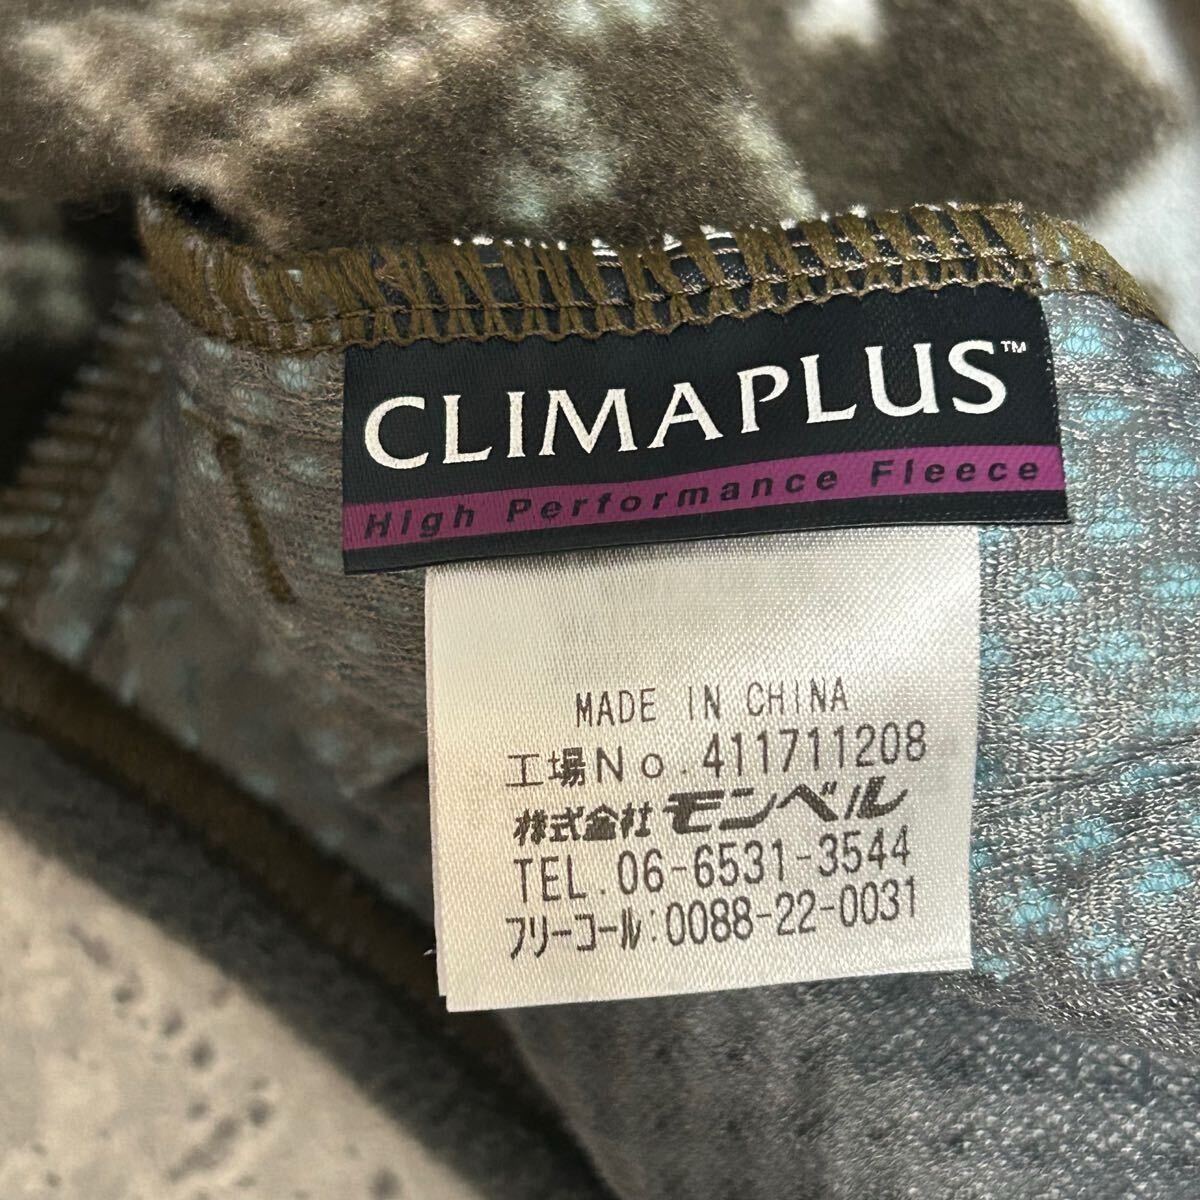 CLIMAPLUS™
High Performance Fleece
MADE IN CHINA
工場No.411711208
株式会社モンベル
TEL.06-6531-3544
フリーコール:0088-22-0031